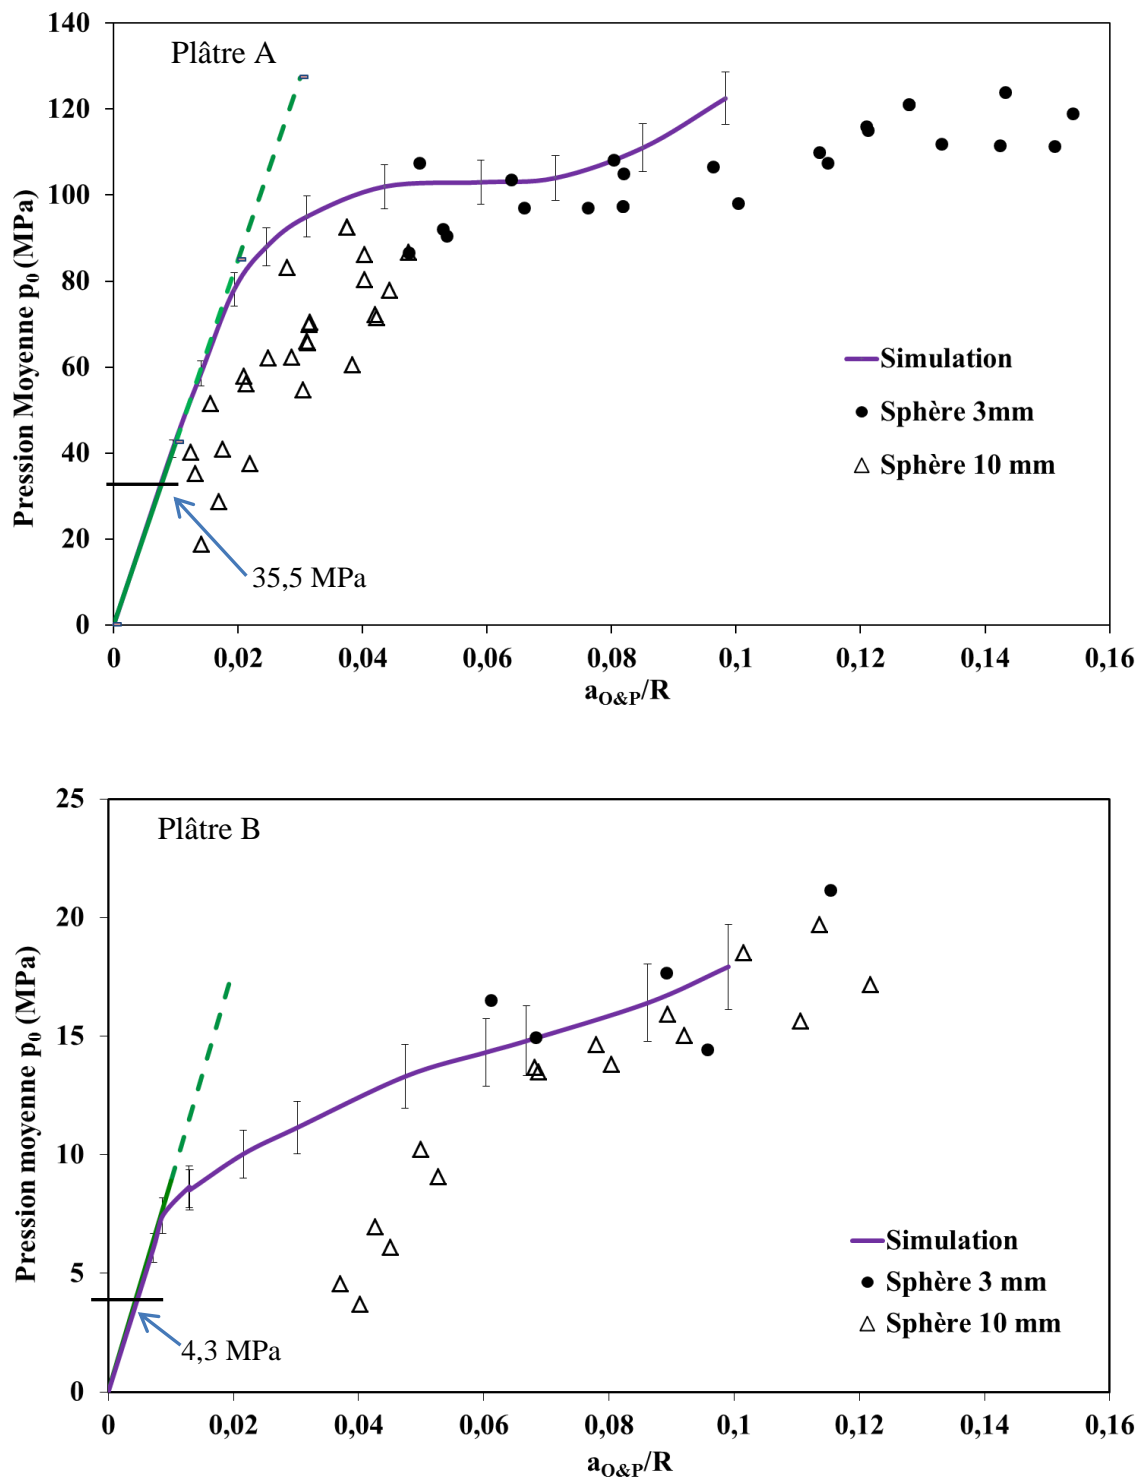 140
Plâtre A
120
100
80
60
40
20
0
Pression Moyenne p0 (MPa)
Simulation
Sphère 3mm
Sphère 10 mm
35,5 MPa
0 0,02 0,04 0,06 0,08 0,1 0,12 0,14 0,16
aO&P/R
25
Plâtre B
20
15
10
5
0
Pression moyenne p0 (MPa)
Simulation
Sphère 3 mm
Sphère 10 mm
4,3 MPa
0 0,02 0,04 0,06 0,08 0,1 0,12 0,14 0,16
aO&P/R